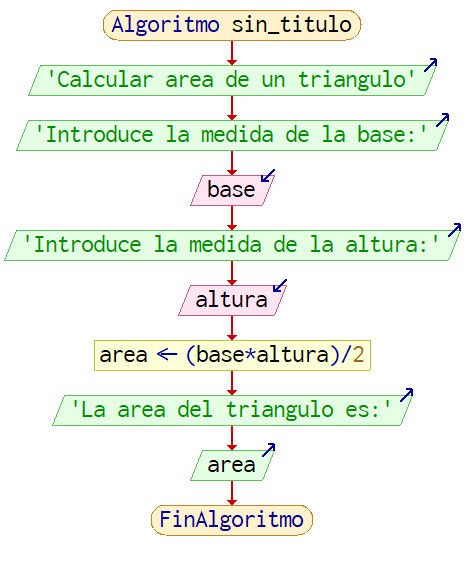 Algoritmo sin_titulo
'Calcular area de un triangulo'
'Introduce la medida de la base:'
base
'Introduce la medida de la altura:'
altura
area ← (base*altura)/2
'La area del triangulo es:'
area
FinAlgoritmo